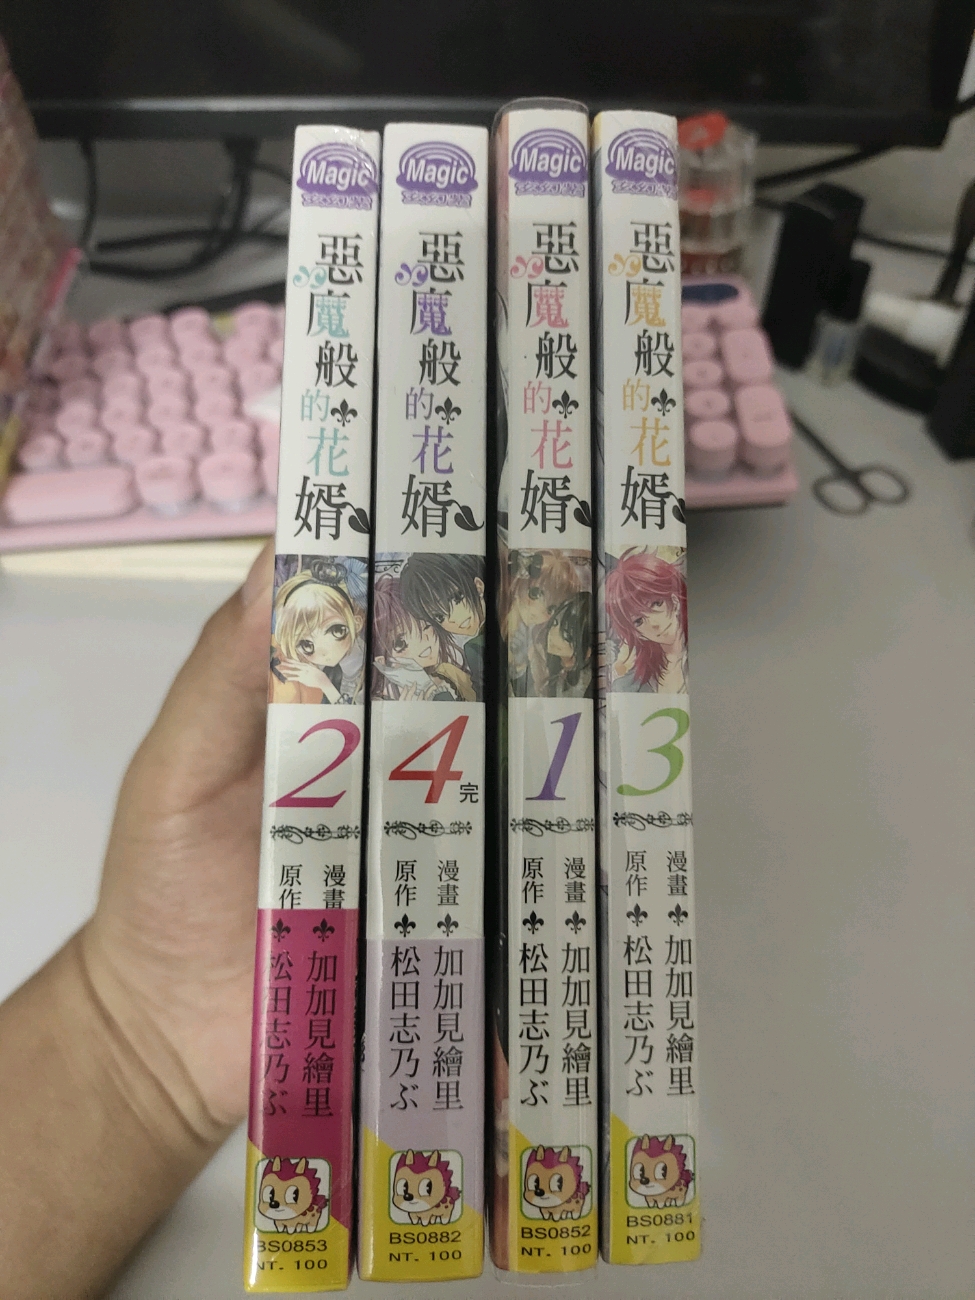 Magic
惡魔般的花婿
2
漫畫 加加見繪里
原作 松田志乃ぶ
BS0853
NT. 100
Magic
惡魔般的花婿
4
完
漫畫 加加見繪里
原作 松田志乃ぶ
BS0882
NT. 100
Magic
惡魔般的花婿
1
漫畫 加加見繪里
原作 松田志乃ぶ
BS0852
NT. 100
Magic
惡魔般的花婿
3
漫畫 加加見繪里
原作 松田志乃ぶ
BS0881
NT. 100